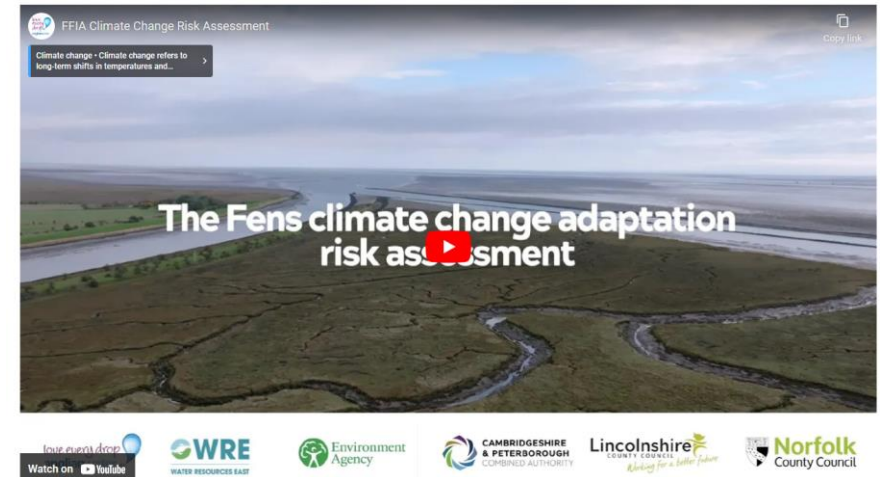 FFIA Climate Change Risk Assessment
Copy link
Climate change • Climate change refers to
long-term shifts in temperatures and...
The Fens climate change adaptation
risk assessment
love every drop
WRE
WATER RESOURCES EAST
Environment
Agency
CAMBRIDGESHIRE
& PETERBOROUGH
COMBINED AUTHORITY
Lincolnshire
COUNTY COUNCIL
Working for a better future
Norfolk
County Council
Watch on YouTube